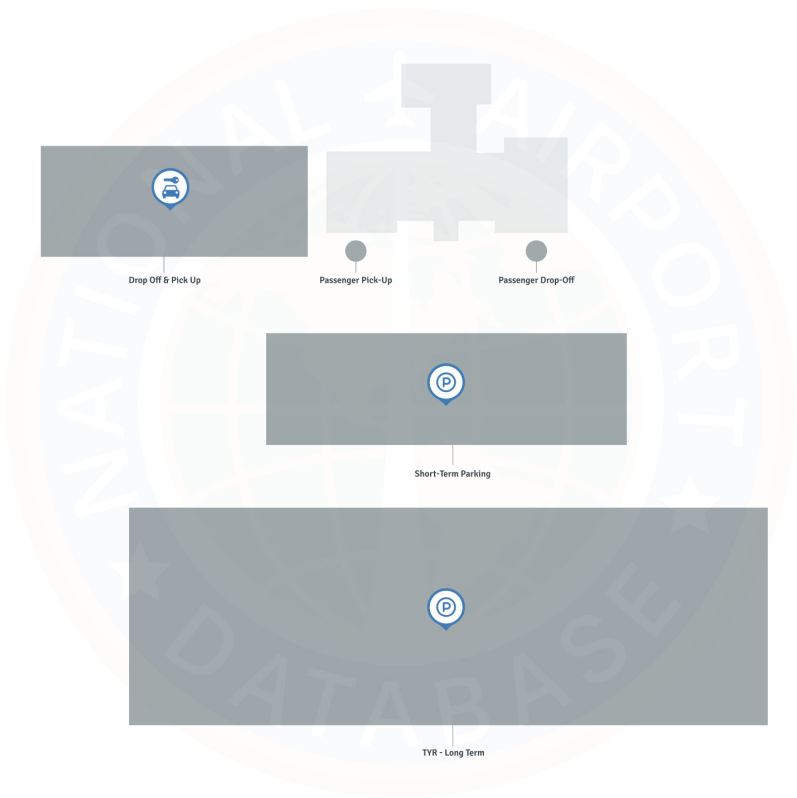 NATIONAL AIRPORT
DATABASE
Drop Off & Pick Up
Passenger Pick-Up
Passenger Drop-Off
P
Short-Term Parking
P
TYR - Long Term